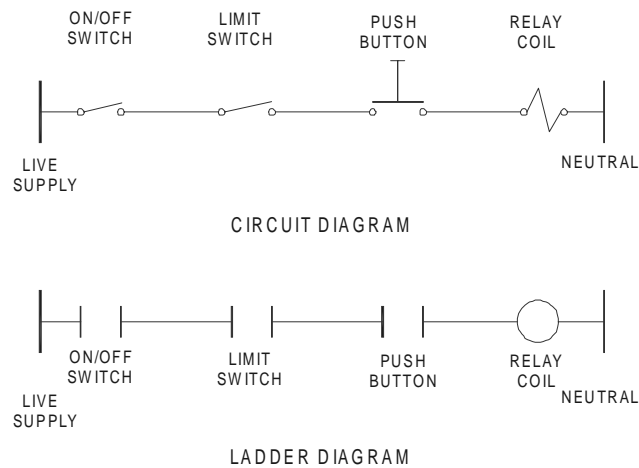 ON/OFF
SWITCH
LIMIT
SWITCH
PUSH
BUTTON
RELAY
COIL
LIVE
SUPPLY
NEUTRAL
CIRCUIT DIAGRAM
ON/OFF
SWITCH
LIMIT
SWITCH
PUSH
BUTTON
RELAY
COIL
LIVE
SUPPLY
NEUTRAL
LADDER DIAGRAM